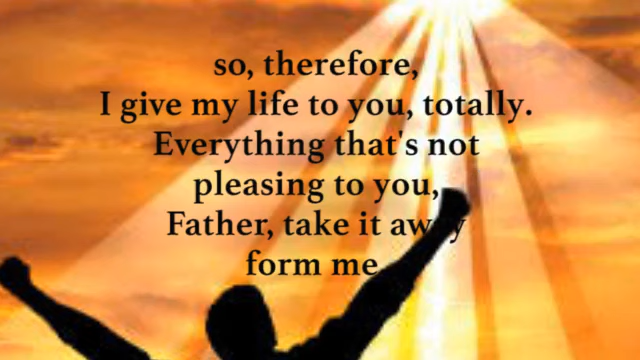 so, therefore,
I give my life to you, totally.
Everything that's not
pleasing to you,
Father, take it away
form me